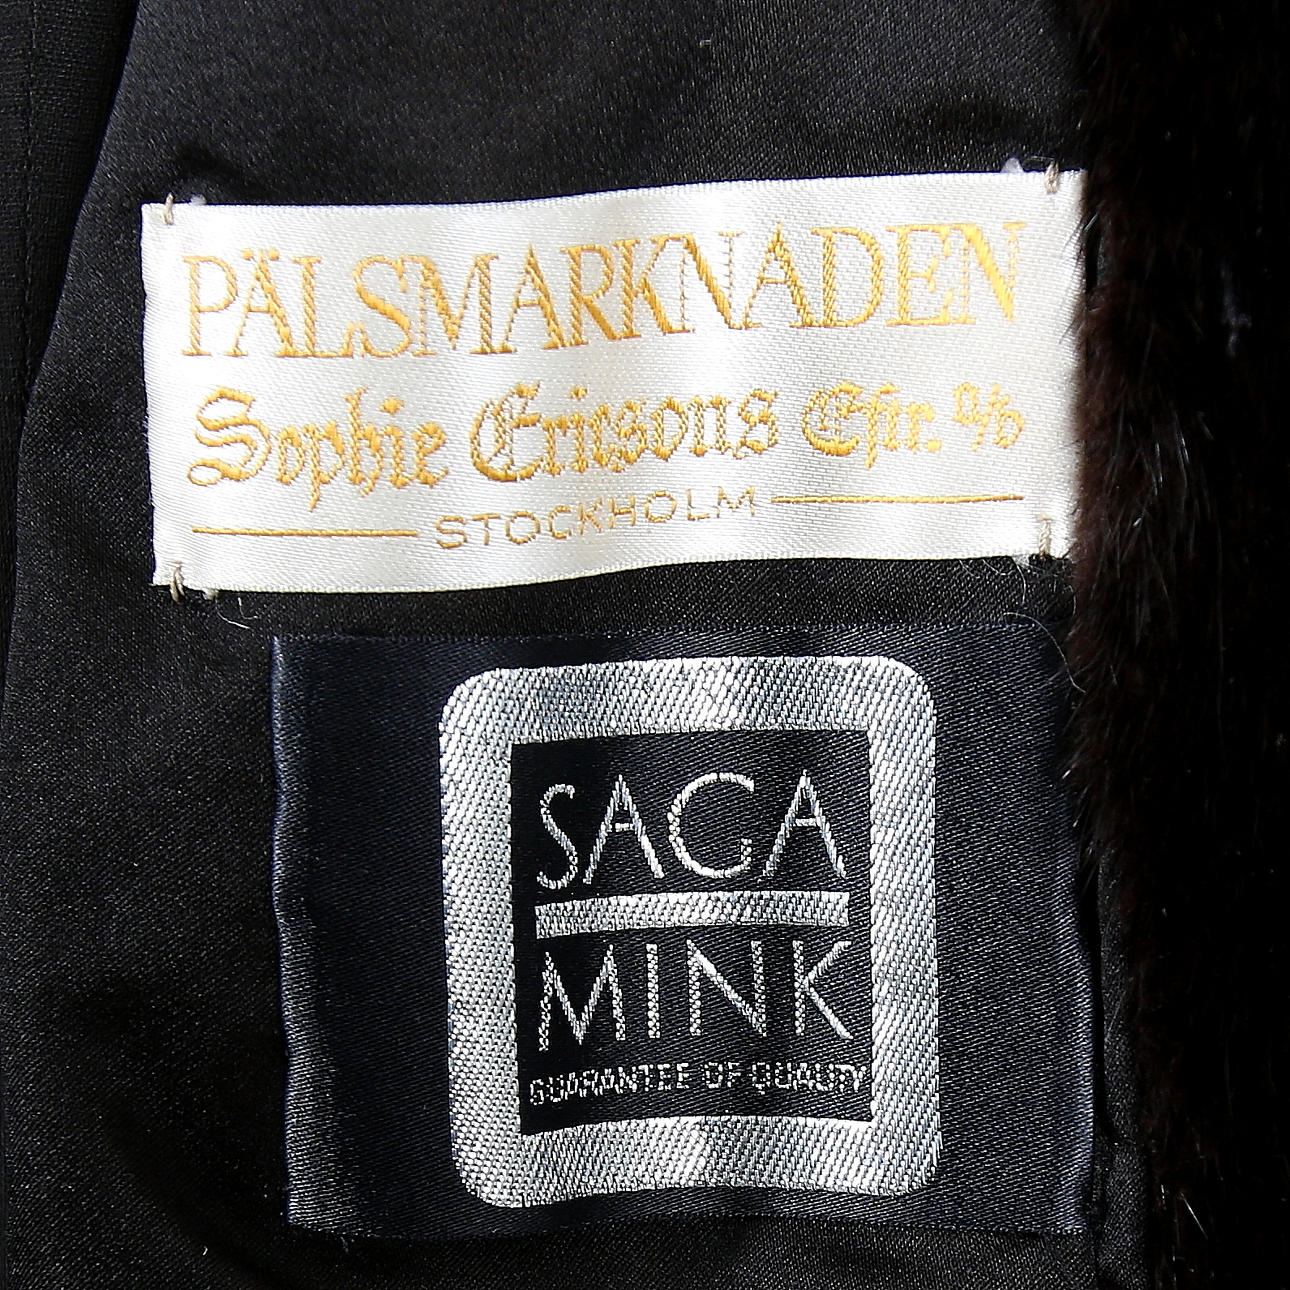 PÄLSMARKNADEN
Sophie Ericsons Eftr. a/b
STOCKHOLM
SAGA
MINK
GUARANTEE OF QUALITY